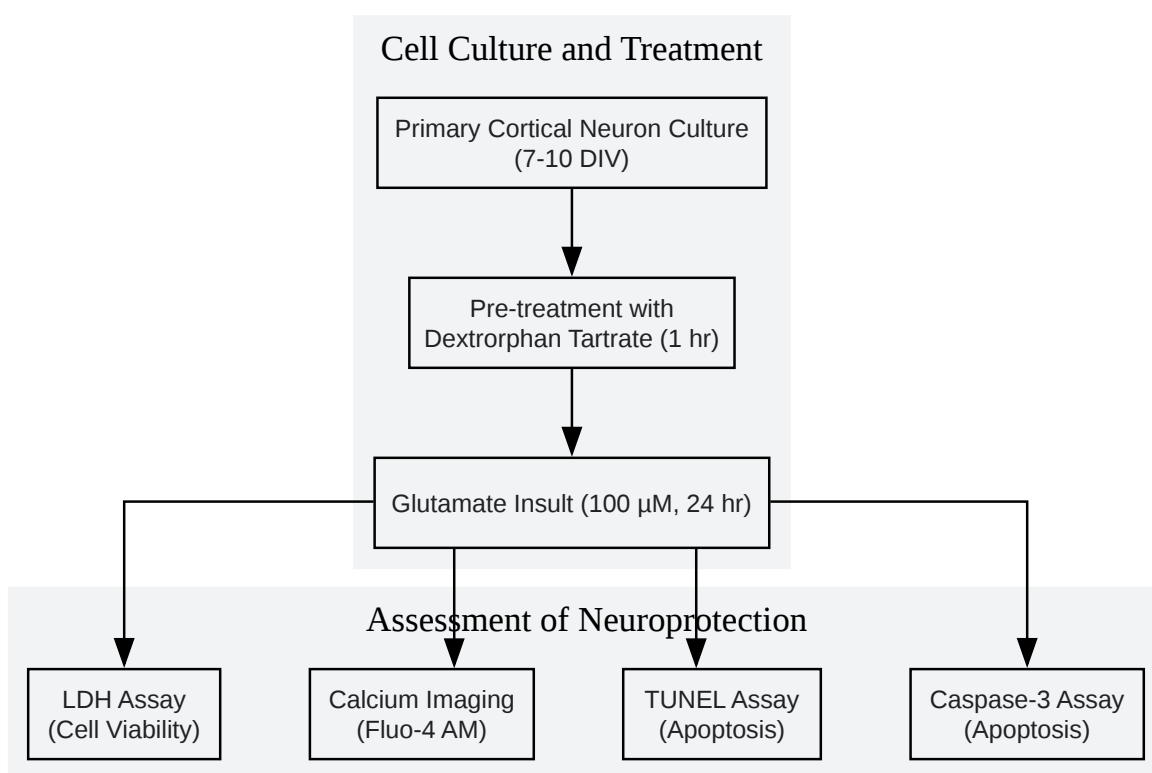 Cell Culture and Treatment
Primary Cortical Neuron Culture
(7-10 DIV)
Pre-treatment with
Dextrorphan Tartrate (1 hr)
Glutamate Insult (100 µM, 24 hr)
Assessment of Neuroprotection
LDH Assay
(Cell Viability)
Calcium Imaging
(Fluo-4 AM)
TUNEL Assay
(Apoptosis)
Caspase-3 Assay
(Apoptosis)